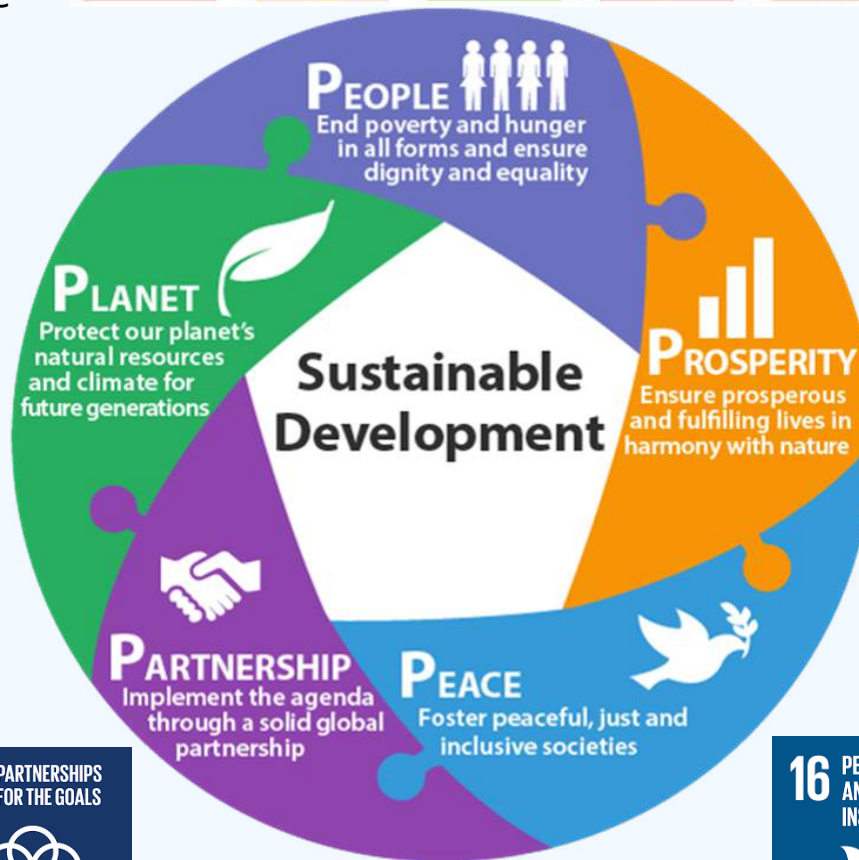 PEOPLE
End poverty and hunger
in all forms and ensure
dignity and equality
PLANET
Protect our planet's
natural resources
and climate for
future generations
Sustainable
Development
PROSPERITY
Ensure prosperous
and fulfilling lives in
harmony with nature
PARTNERSHIP
Implement the agenda
through a solid global
partnership
PEACE
Foster peaceful, just and
inclusive societies
PARTNERSHIPS
FOR THE GOALS
16